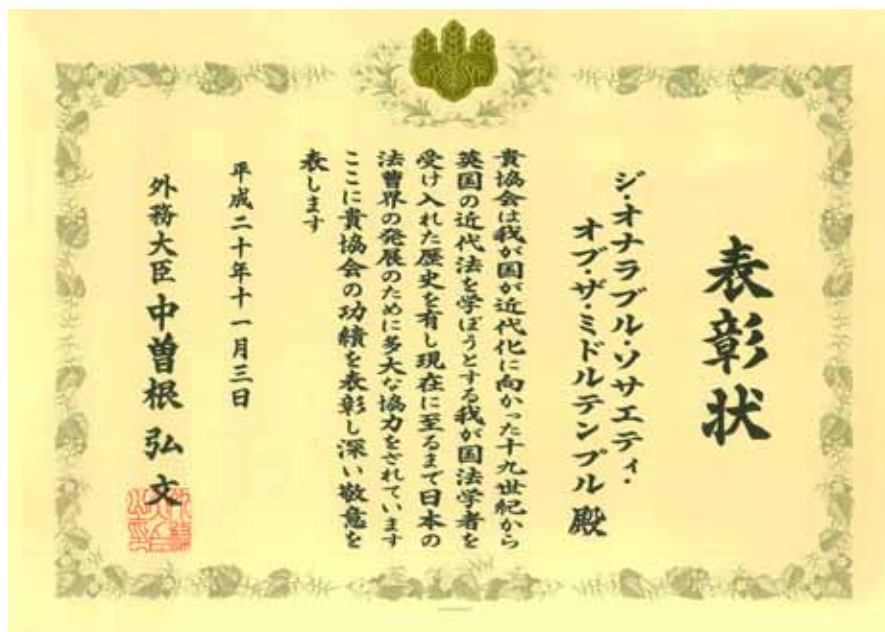 表彰状
ジ・オナラブル・ソサエティ・
オブ・ザ・ミドルテンプル 殿
貴協会は我が国が近代化に向かった十九世紀から
英国の近代法を学ぼうとする我が国法学者を
受け入れた歴史を有し現在に至るまで日本の
法曹界の発展のために多大な協力をされています
ここに貴協会の功績を表彰し深い敬意を
表します
平成二十年十一月三日
外務大臣 中曽根 弘文